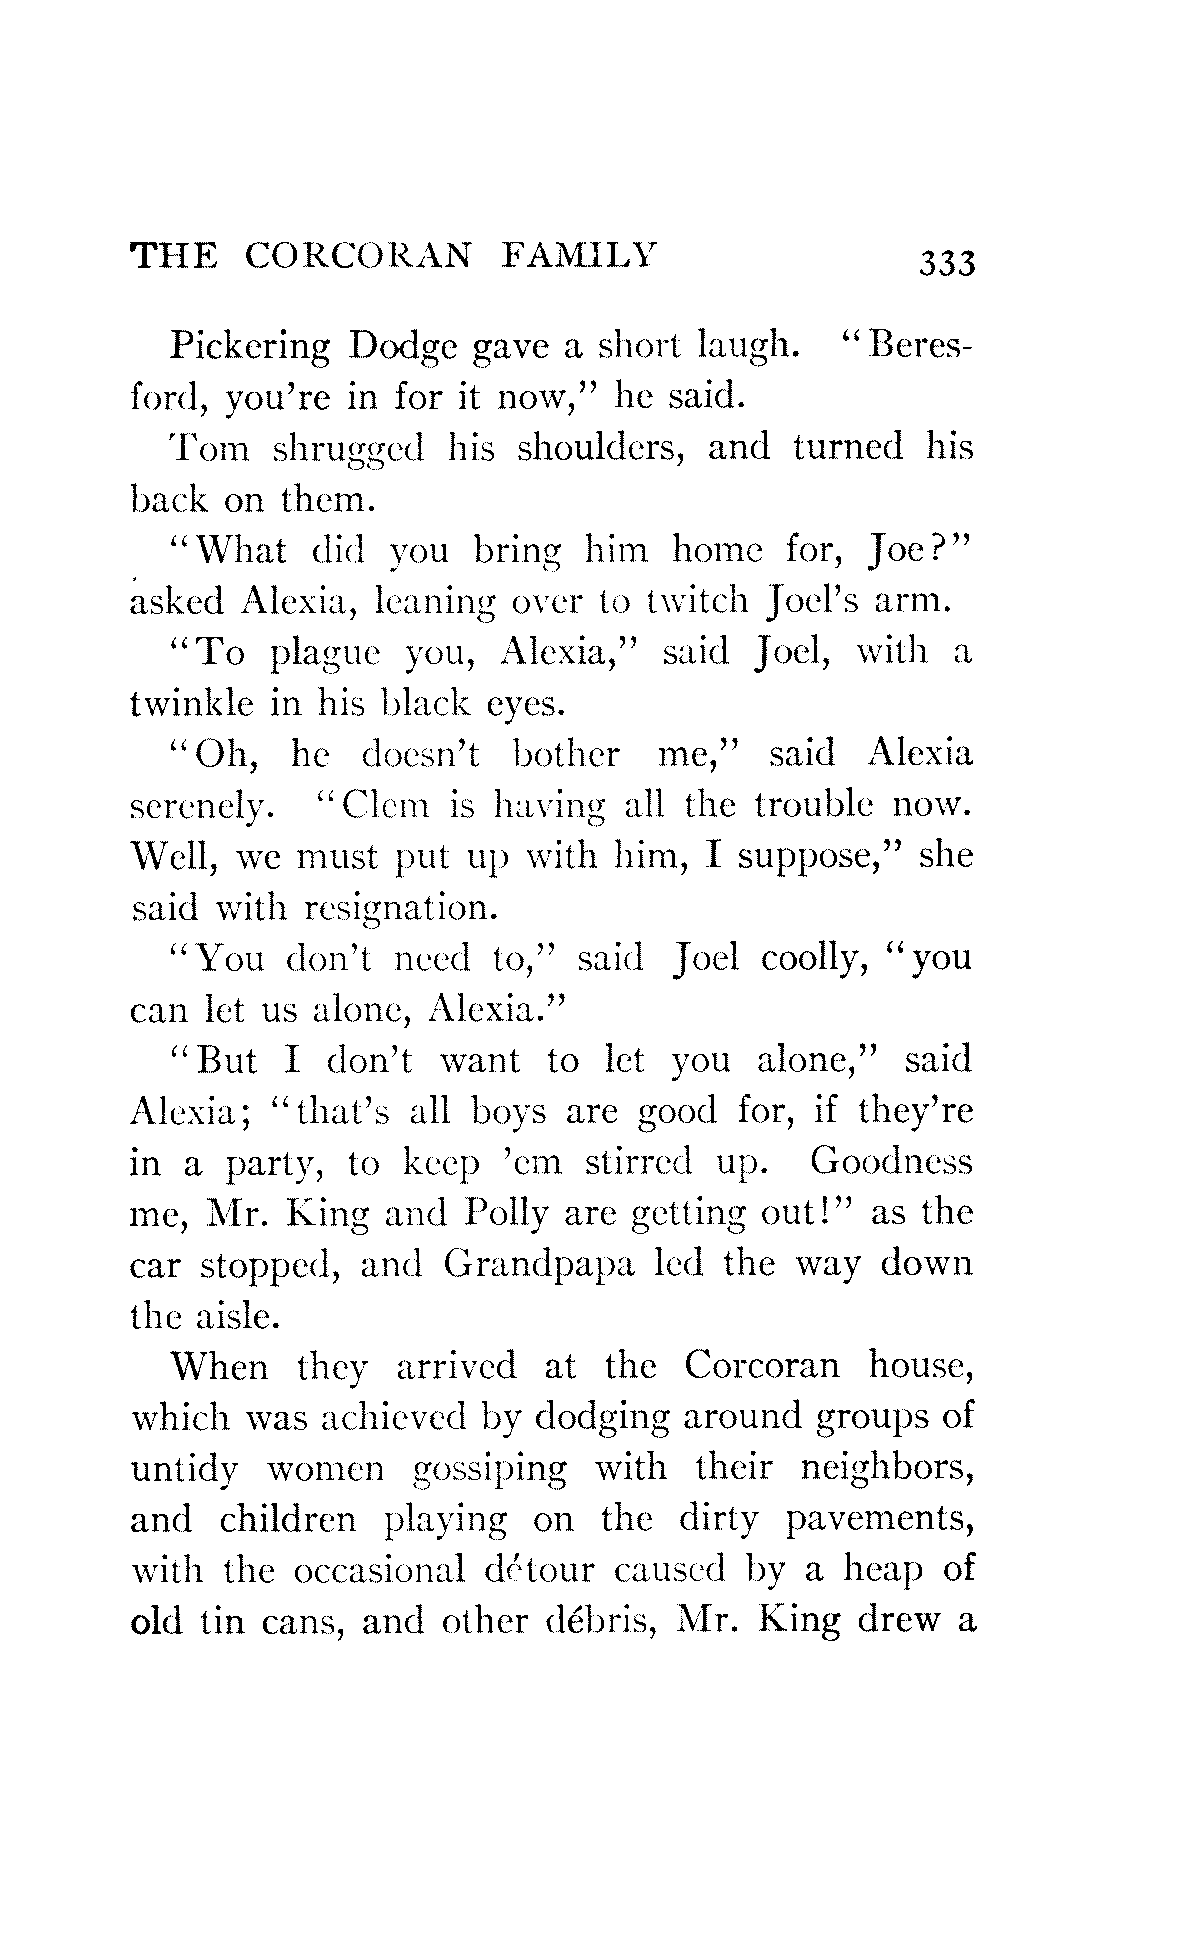 THE CORCORAN FAMILY 333
Pickering Dodge gave a short laugh. "Beres-
ford, you're in for it now," he said.
Tom shrugged his shoulders, and turned his
back on them.
"What did you bring him home for, Joe?"
asked Alexia, leaning over to twitch Joel's arm.
"To plague you, Alexia," said Joel, with a
twinkle in his black eyes.
"Oh, he doesn't bother me," said Alexia
serenely. "Clem is having all the trouble now.
Well, we must put up with him, I suppose," she
said with resignation.
"You don't need to," said Joel coolly, "you
can let us alone, Alexia."
"But I don't want to let you alone," said
Alexia; "that's all boys are good for, if they're
in a party, to keep 'em stirred up. Goodness
me, Mr. King and Polly are getting out!" as the
car stopped, and Grandpapa led the way down
the aisle.
When they arrived at the Corcoran house,
which was achieved by dodging around groups of
untidy women gossiping with their neighbors,
and children playing on the dirty pavements,
with the occasional détour caused by a heap of
old tin cans, and other débris, Mr. King drew a